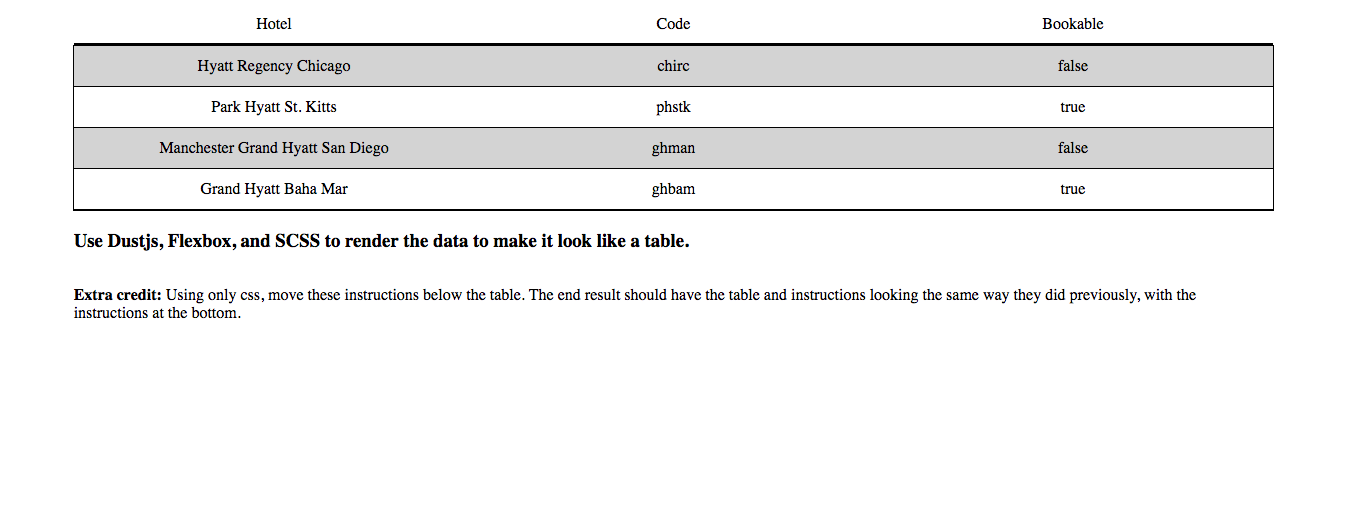 Hotel Code Bookable
Hyatt Regency Chicago chirc false
Park Hyatt St. Kitts phstk true
Manchester Grand Hyatt San Diego ghman false
Grand Hyatt Baha Mar ghbam true
Use Dustjs, Flexbox, and SCSS to render the data to make it look like a table.
Extra credit: Using only css, move these instructions below the table. The end result should have the table and instructions looking the same way they did previously, with the
instructions at the bottom.